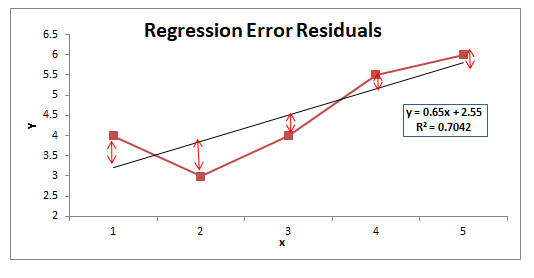 Regression Error Residuals
6.5
6
5.5
5
4.5
4
3.5
3
2.5
2
Y
y = 0.65x + 2.55
R² = 0.7042
1 2 3 4 5
x